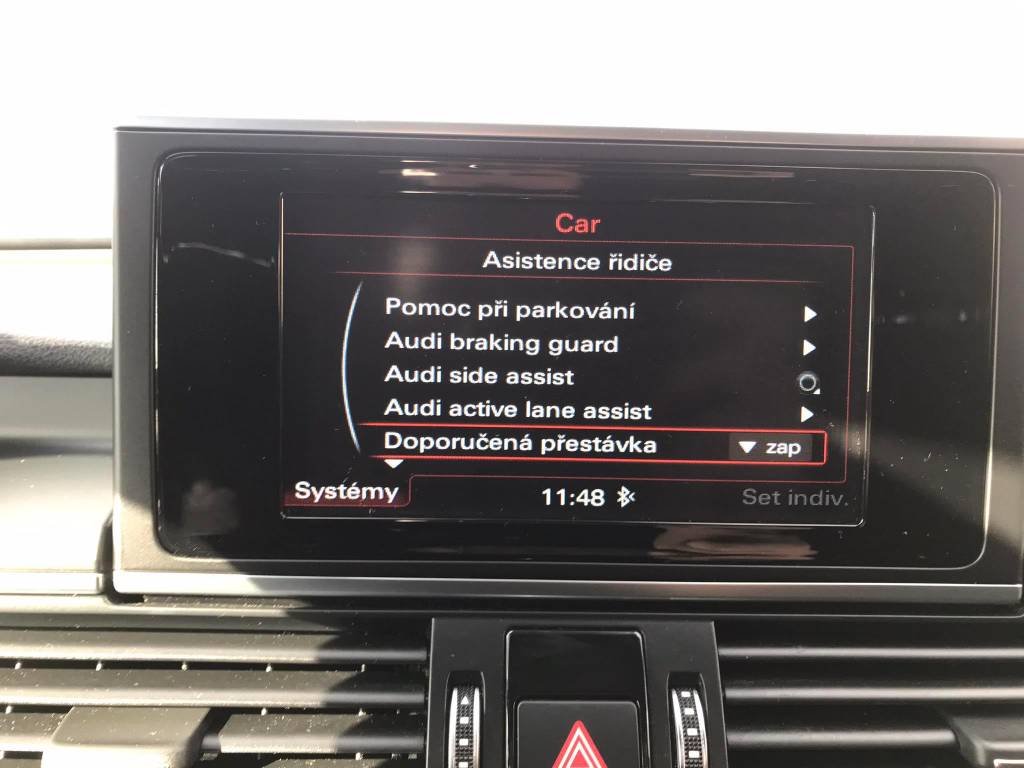 Car
Asistence řidiče
Pomoc při parkování
Audi braking guard
Audi side assist
Audi active lane assist
Doporučená přestávka zap
Systémy 11:48 Set indiv.